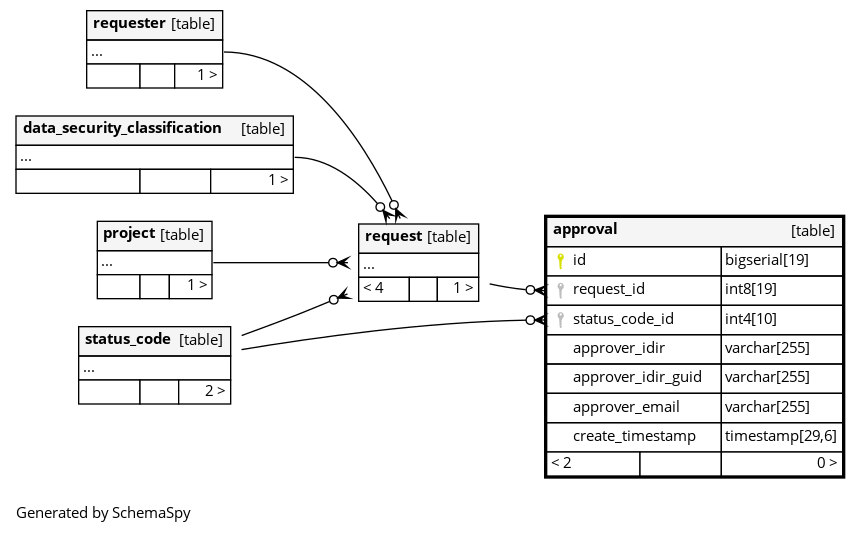 requester [table]
...
1 >
data_security_classification [table]
...
1 >
project [table]
...
1 >
status_code [table]
...
2 >
request [table]
...
< 4 1 >
approval [table]
id bigserial[19]
request_id int8[19]
status_code_id int4[10]
approver_idir varchar[255]
approver_idir_guid varchar[255]
approver_email varchar[255]
create_timestamp timestamp[29,6]
< 2 0 >
Generated by SchemaSpy